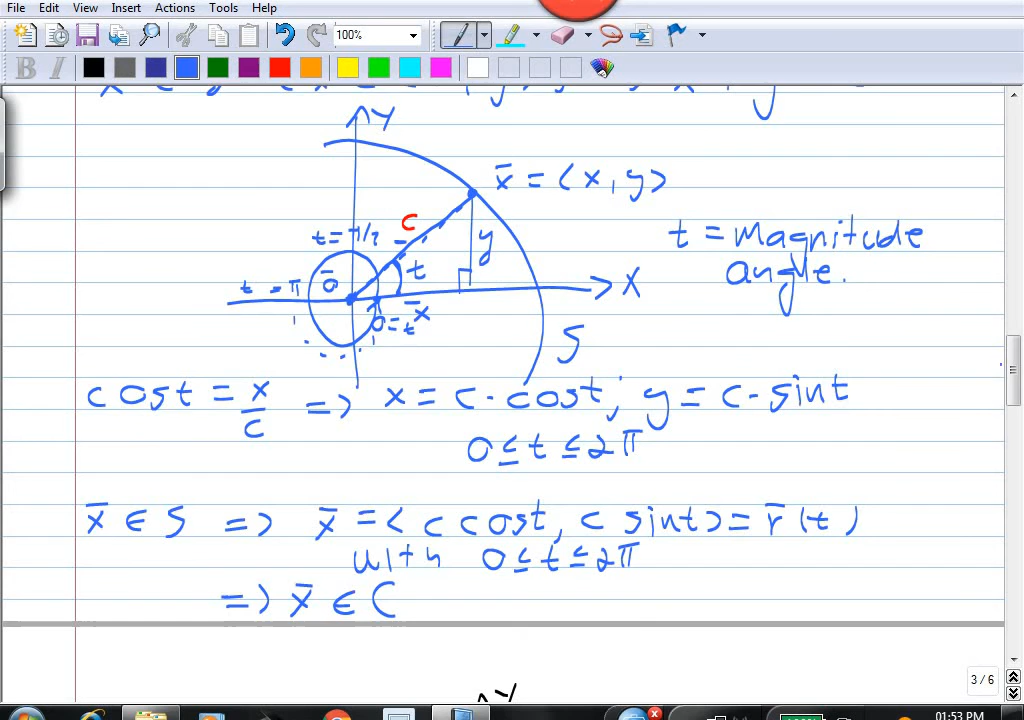 File Edit View Insert Actions Tools Help
100%
B I
Y
x̄ = ⟨x, y⟩
c
t = π/2
y
t = magnitude
angle.
t
t = π
ō
X
x
0 = t
S
cos t = x/c => x = c · cos t; y = c · sin t
0 ≤ t ≤ 2π
x̄ ∈ S => x̄ = ⟨c cos t, c sin t⟩ = r̄(t)
with 0 ≤ t ≤ 2π
=> x̄ ∈ C
3 / 6
Y
01:53 PM